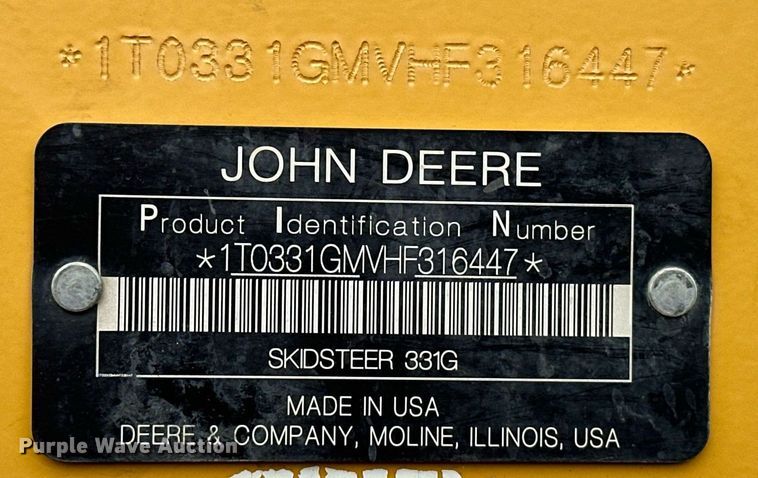 *1T0331GMVHF316447*
JOHN DEERE
Product Identification Number
*1T0331GMVHF316447*
SKIDSTEER 331G
MADE IN USA
DEERE & COMPANY, MOLINE, ILLINOIS, USA
Purple Wave Auction